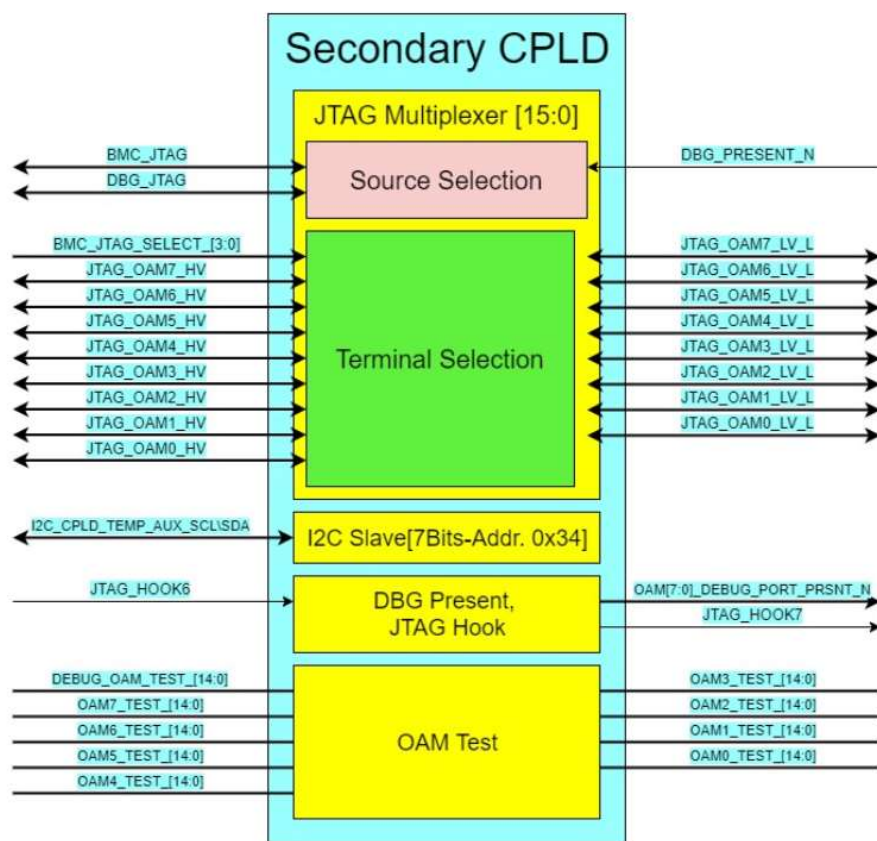 Secondary CPLD
JTAG Multiplexer [15:0]
BMC_JTAG
DBG_JTAG
Source Selection
DBG_PRESENT_N
BMC_JTAG_SELECT_[3:0]
JTAG_OAM7_HV
JTAG_OAM6_HV
JTAG_OAM5_HV
JTAG_OAM4_HV
JTAG_OAM3_HV
JTAG_OAM2_HV
JTAG_OAM1_HV
JTAG_OAM0_HV
Terminal Selection
JTAG_OAM7_LV_L
JTAG_OAM6_LV_L
JTAG_OAM5_LV_L
JTAG_OAM4_LV_L
JTAG_OAM3_LV_L
JTAG_OAM2_LV_L
JTAG_OAM1_LV_L
JTAG_OAM0_LV_L
I2C_CPLD_TEMP_AUX_SCL\SDA
I2C Slave[7Bits-Addr. 0x34]
JTAG_HOOK6
DBG Present,
JTAG Hook
OAM[7:0]_DEBUG_PORT_PRSNT_N
JTAG_HOOK7
DEBUG_OAM_TEST_[14:0]
OAM7_TEST_[14:0]
OAM6_TEST_[14:0]
OAM5_TEST_[14:0]
OAM4_TEST_[14:0]
OAM Test
OAM3_TEST_[14:0]
OAM2_TEST_[14:0]
OAM1_TEST_[14:0]
OAM0_TEST_[14:0]